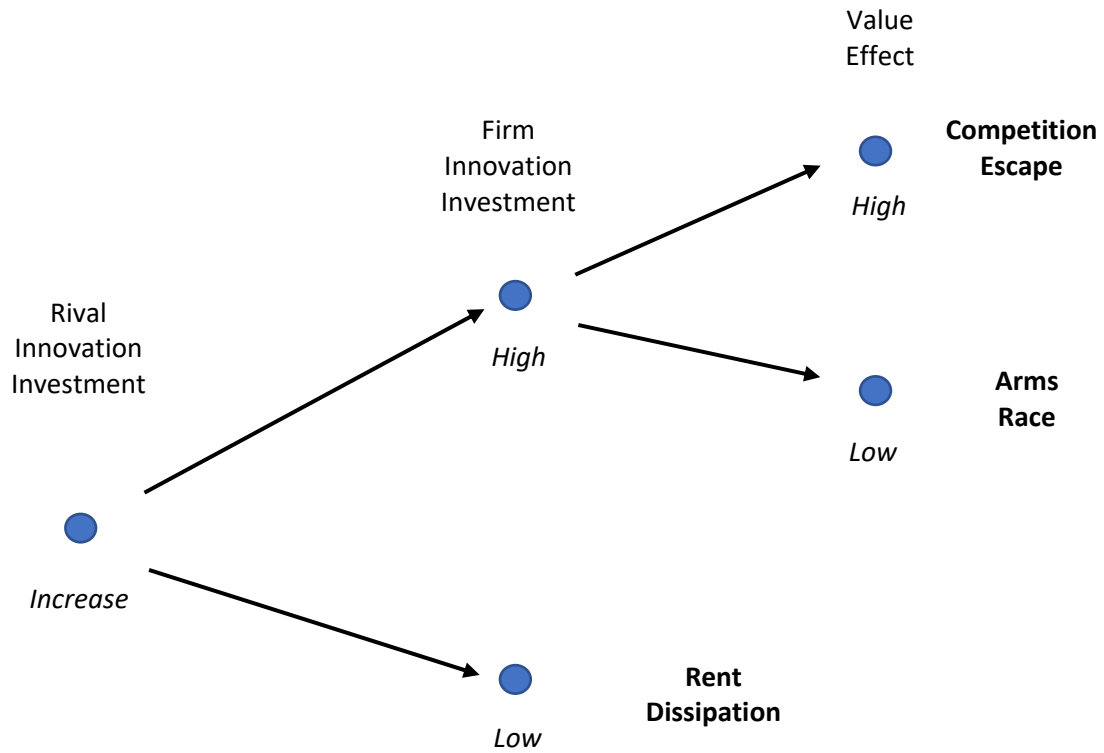 Value
Effect
Firm
Innovation
Investment
Competition
Escape
High
Rival
Innovation
Investment
High
Arms
Race
Low
Increase
Rent
Dissipation
Low